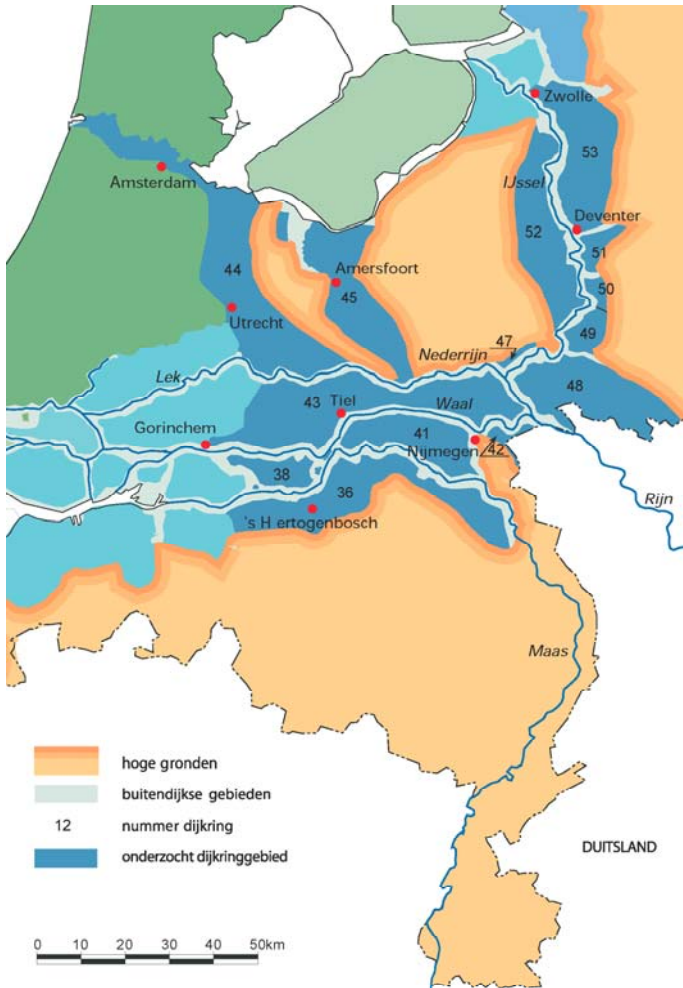 Zwolle
53
Amsterdam
IJssel
Deventer
52
51
44
Amersfoort
45
50
Utrecht
47
49
Nederrijn
Lek
48
43
Tiel
Waal
Gorinchem
41
Nijmegen
42
38
36
Rijn
's H ertogenbosch
Maas
hoge gronden
buitendijkse gebieden
12 nummer dijkring
DUITSLAND
onderzocht dijkringgebied
0 10 20 30 40 50km